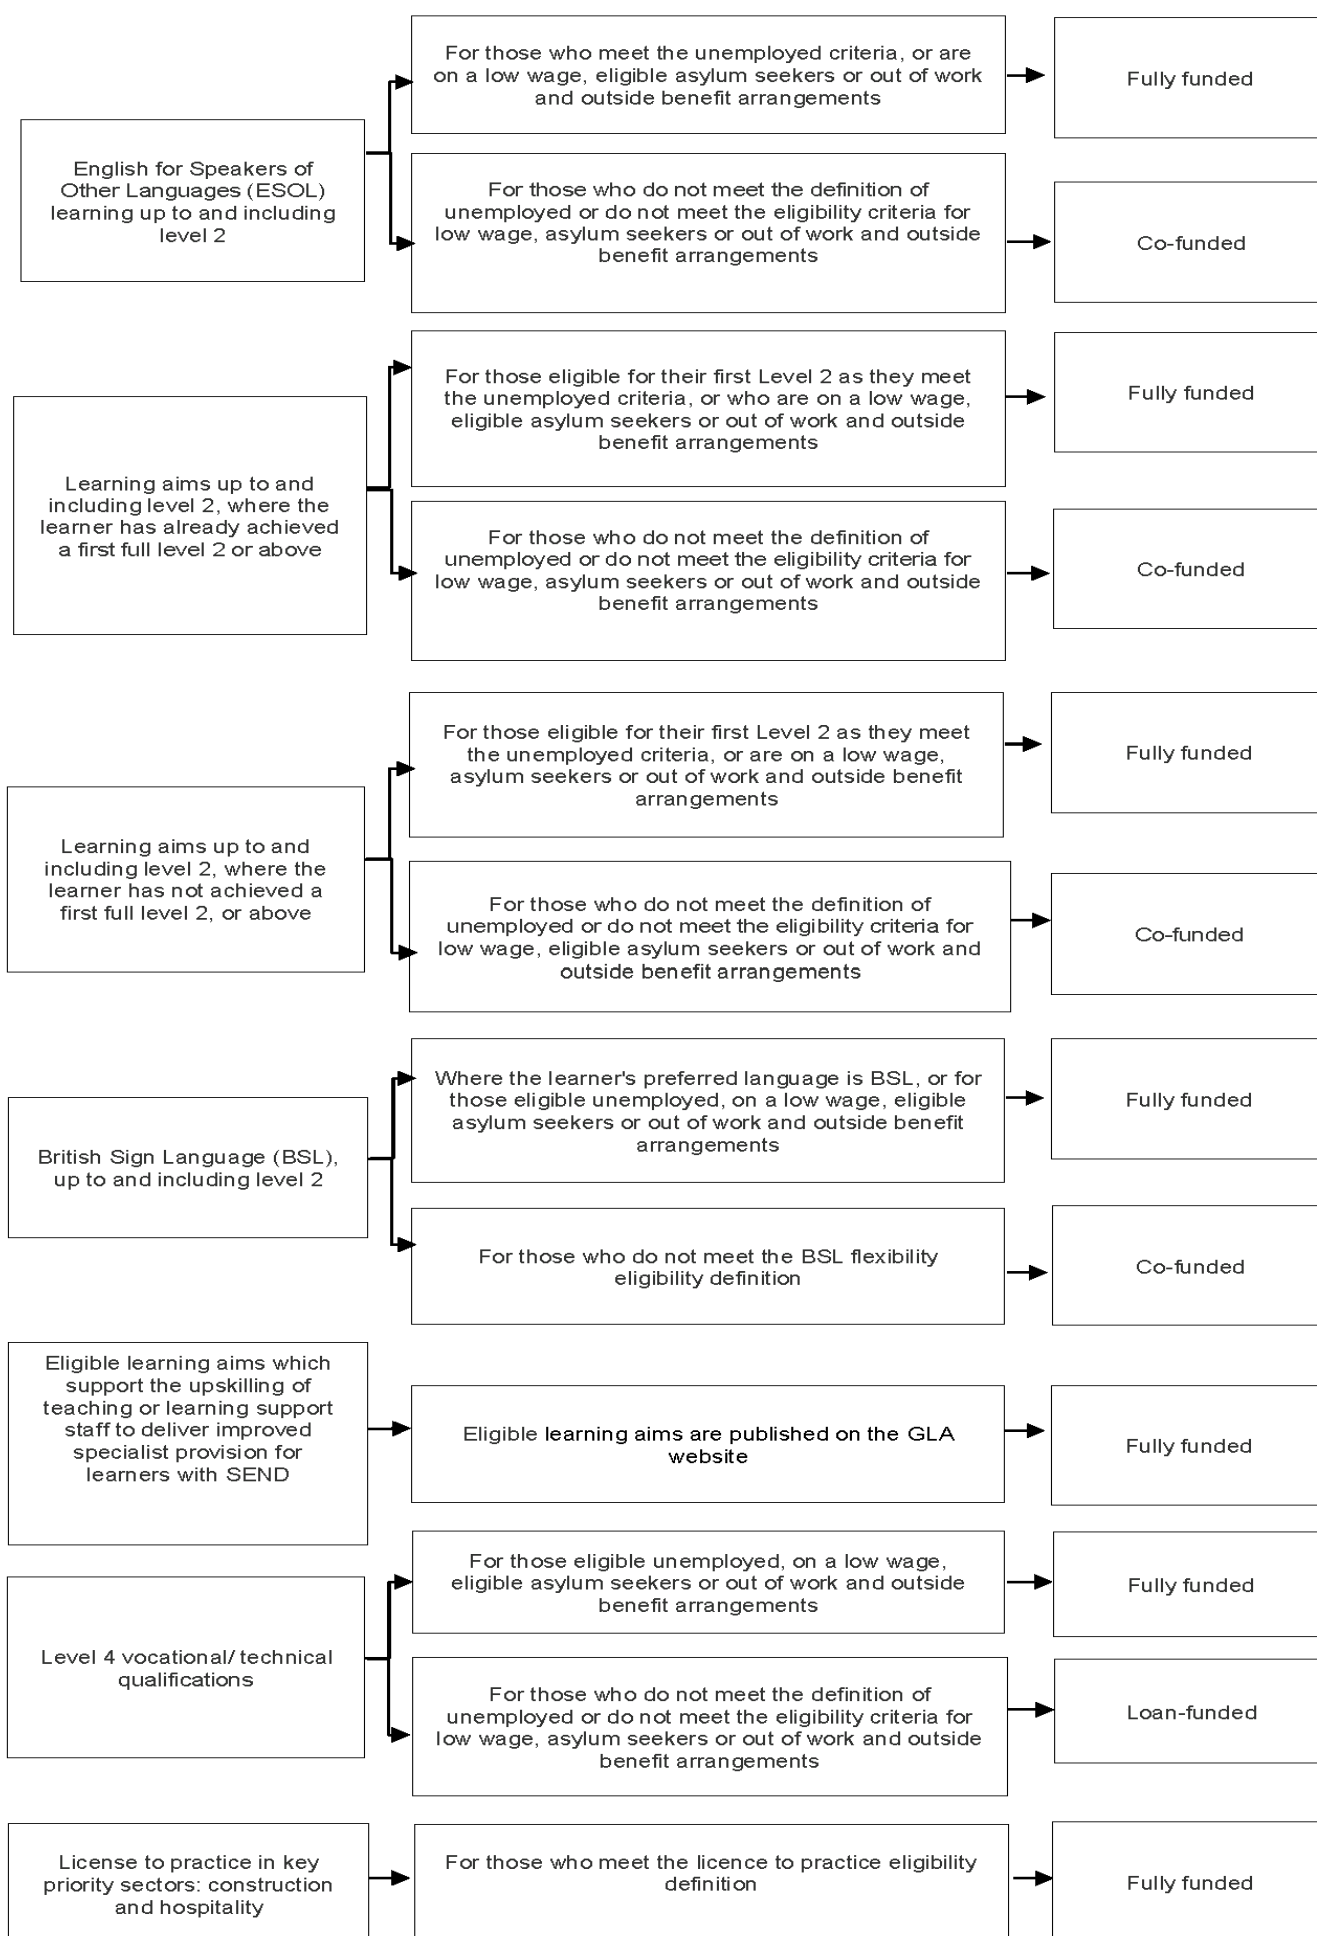 English for Speakers of
Other Languages (ESOL)
learning up to and including
level 2
For those who meet the unemployed criteria, or are
on a low wage, eligible asylum seekers or out of work
and outside benefit arrangements
Fully funded
For those who do not meet the definition of
unemployed or do not meet the eligibility criteria for
low wage, asylum seekers or out of work and outside
benefit arrangements
Co-funded
Learning aims up to and
including level 2, where the
learner has already achieved
a first full level 2 or above
For those eligible for their first Level 2 as they meet
the unemployed criteria, or who are on a low wage,
eligible asylum seekers or out of work and outside
benefit arrangements
Fully funded
For those who do not meet the definition of
unemployed or do not meet the eligibility criteria for
low wage, asylum seekers or out of work and outside
benefit arrangements
Co-funded
Learning aims up to and
including level 2, where the
learner has not achieved a
first full level 2, or above
For those eligible for their first Level 2 as they meet
the unemployed criteria, or are on a low wage,
asylum seekers or out of work and outside benefit
arrangements
Fully funded
For those who do not meet the definition of
unemployed or do not meet the eligibility criteria for
low wage, eligible asylum seekers or out of work and
outside benefit arrangements
Co-funded
British Sign Language (BSL),
up to and including level 2
Where the learner's preferred language is BSL, or for
those eligible unemployed, on a low wage, eligible
asylum seekers or out of work and outside benefit
arrangements
Fully funded
For those who do not meet the BSL flexibility
eligibility definition
Co-funded
Eligible learning aims which
support the upskilling of
teaching or learning support
staff to deliver improved
specialist provision for
learners with SEND
Eligible learning aims are published on the GLA
website
Fully funded
Level 4 vocational/ technical
qualifications
For those eligible unemployed, on a low wage,
eligible asylum seekers or out of work and outside
benefit arrangements
Fully funded
For those who do not meet the definition of
unemployed or do not meet the eligibility criteria for
low wage, asylum seekers or out of work and outside
benefit arrangements
Loan-funded
License to practice in key
priority sectors: construction
and hospitality
For those who meet the licence to practice eligibility
definition
Fully funded